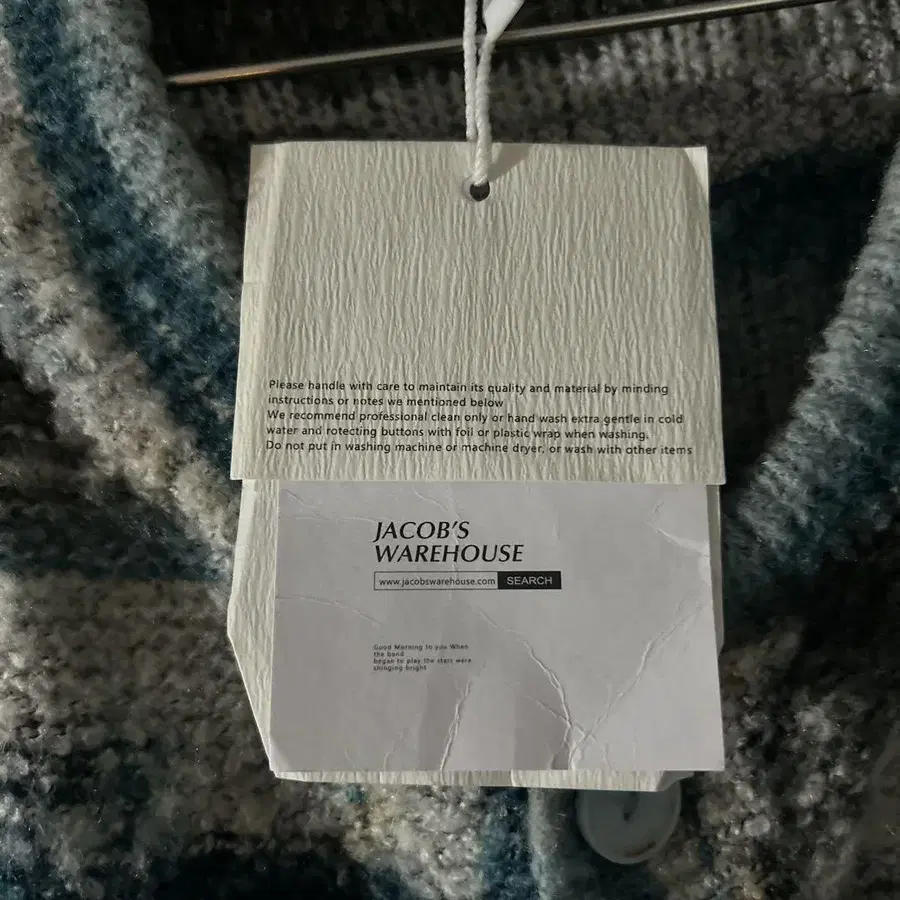 Please handle with care to maintain its quality and material by minding
instructions or notes we mentioned below
We recommend professional clean only or hand wash extra gentle in cold
water and rotecting buttons with foil or plastic wrap when washing,
Do not put in washing machine or machine dryer, or wash with other items
JACOB'S
WAREHOUSE
www.jacobswarehouse.com SEARCH
Good Morning to you When
the band
began to play the stars were
shinging bright